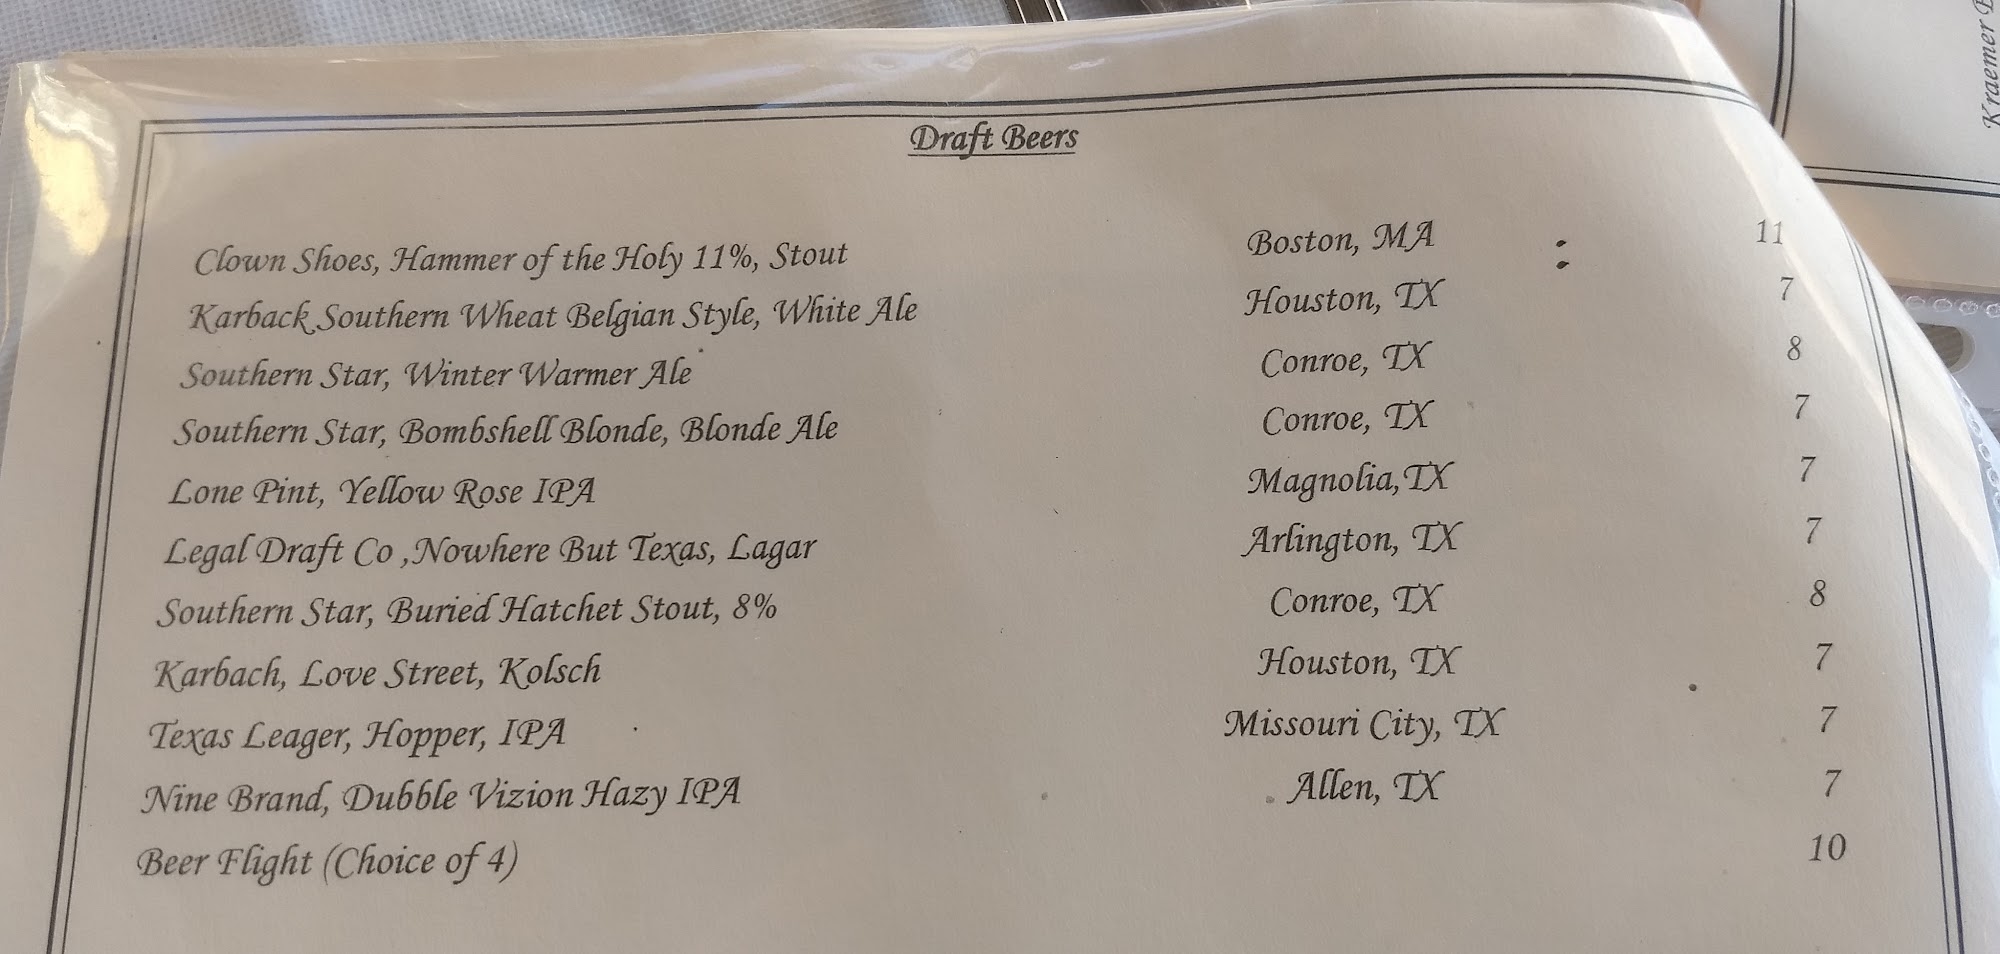 Draft Beers
Clown Shoes, Hammer of the Holy 11%, Stout Boston, MA : 11
Karback Southern Wheat Belgian Style, White Ale Houston, TX 7
Southern Star, Winter Warmer Ale Conroe, TX 8
Southern Star, Bombshell Blonde, Blonde Ale Conroe, TX 7
Lone Pint, Yellow Rose IPA Magnolia,TX 7
Legal Draft Co ,Nowhere But Texas, Lagar Arlington, TX 7
Southern Star, Buried Hatchet Stout, 8% Conroe, TX 8
Karbach, Love Street, Kolsch Houston, TX 7
Texas Leager, Hopper, IPA Missouri City, TX 7
Nine Brand, Dubble Vizion Hazy IPA Allen, TX 7
Beer Flight (Choice of 4) 10
Kraemer